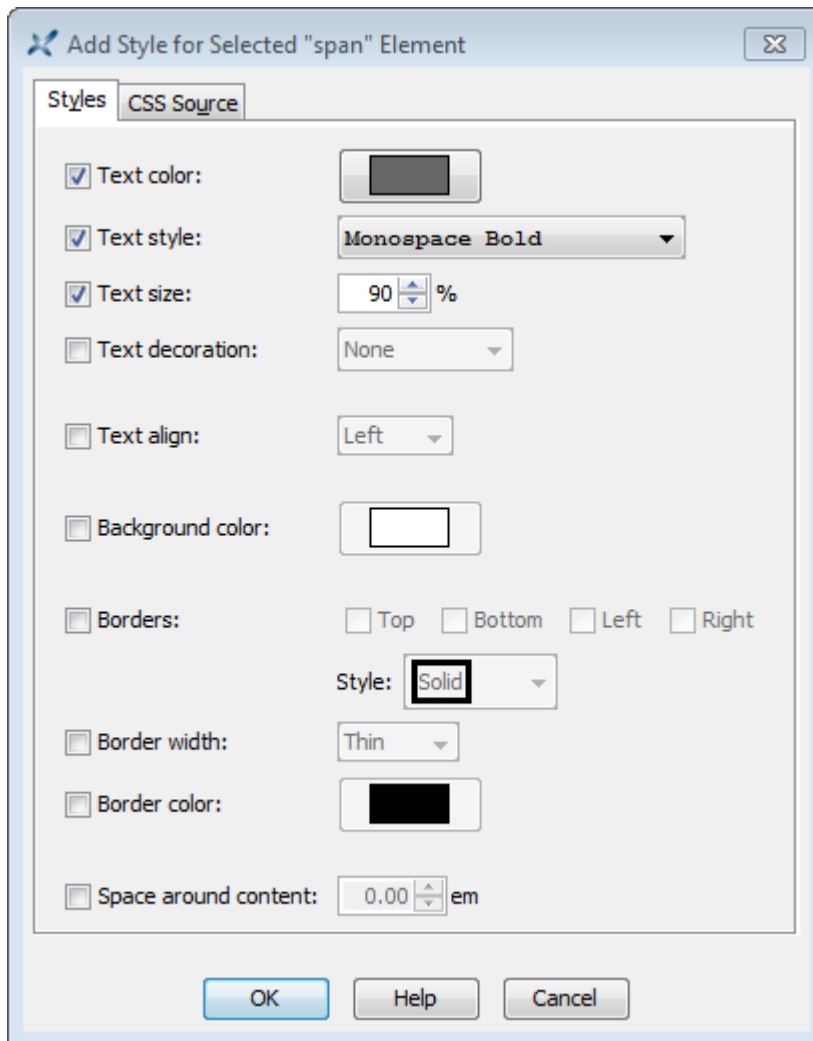 Add Style for Selected "span" Element
Styles CSS Source
Text color:
Text style: Monospace Bold
Text size: 90 %
Text decoration: None
Text align: Left
Background color:
Borders: Top Bottom Left Right
Style: Solid
Border width: Thin
Border color:
Space around content: 0.00 em
OK Help Cancel